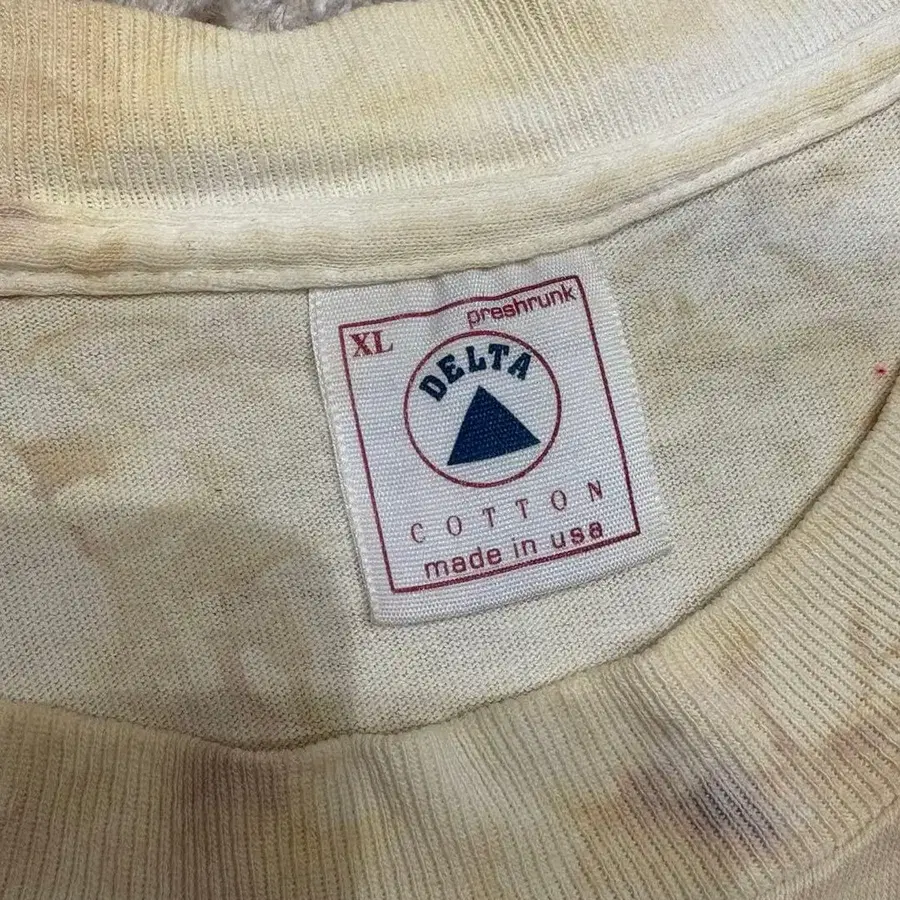 preshrunk
XL
DELTA
COTTON
made in usa